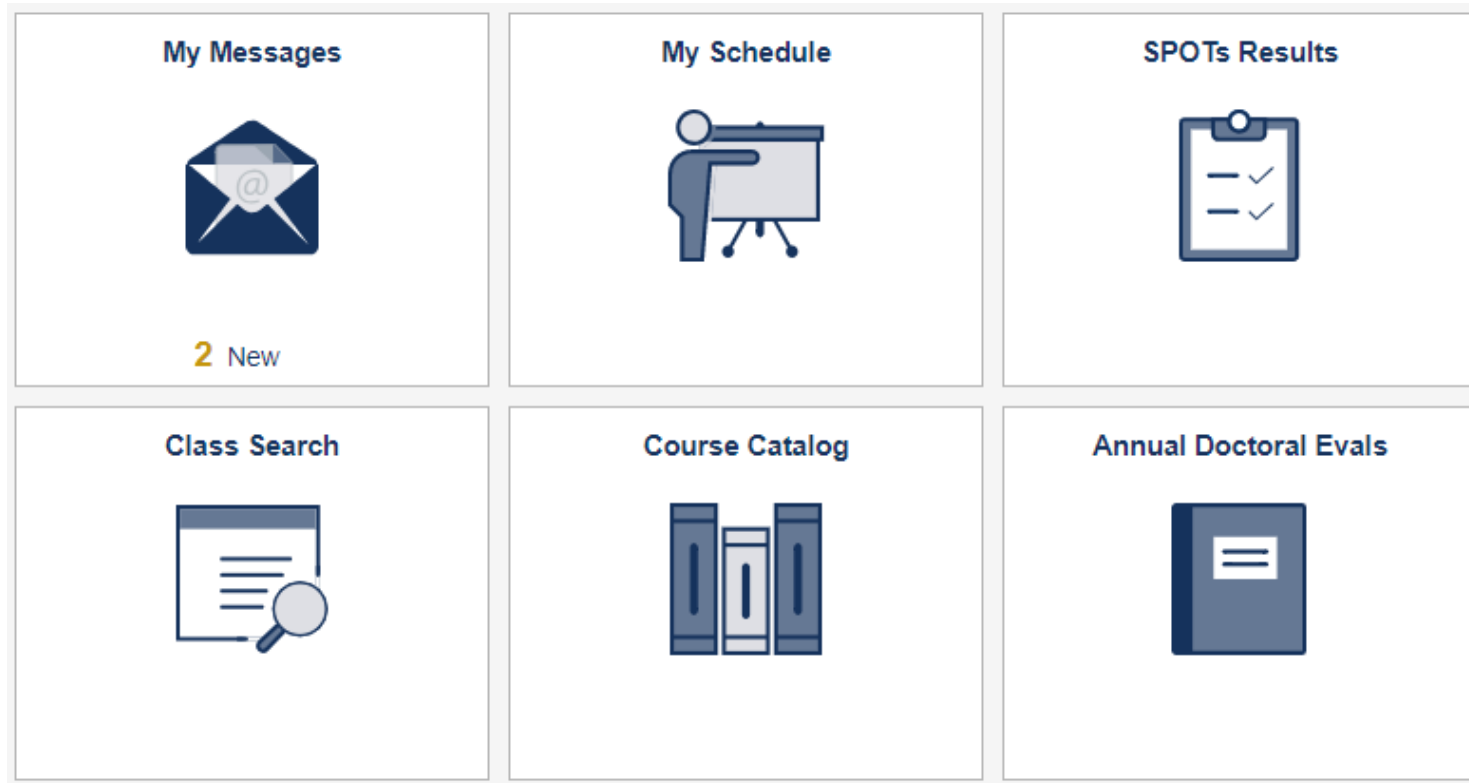 My Messages
My Schedule
SPOTs Results
@
2 New
Class Search
Course Catalog
Annual Doctoral Evals